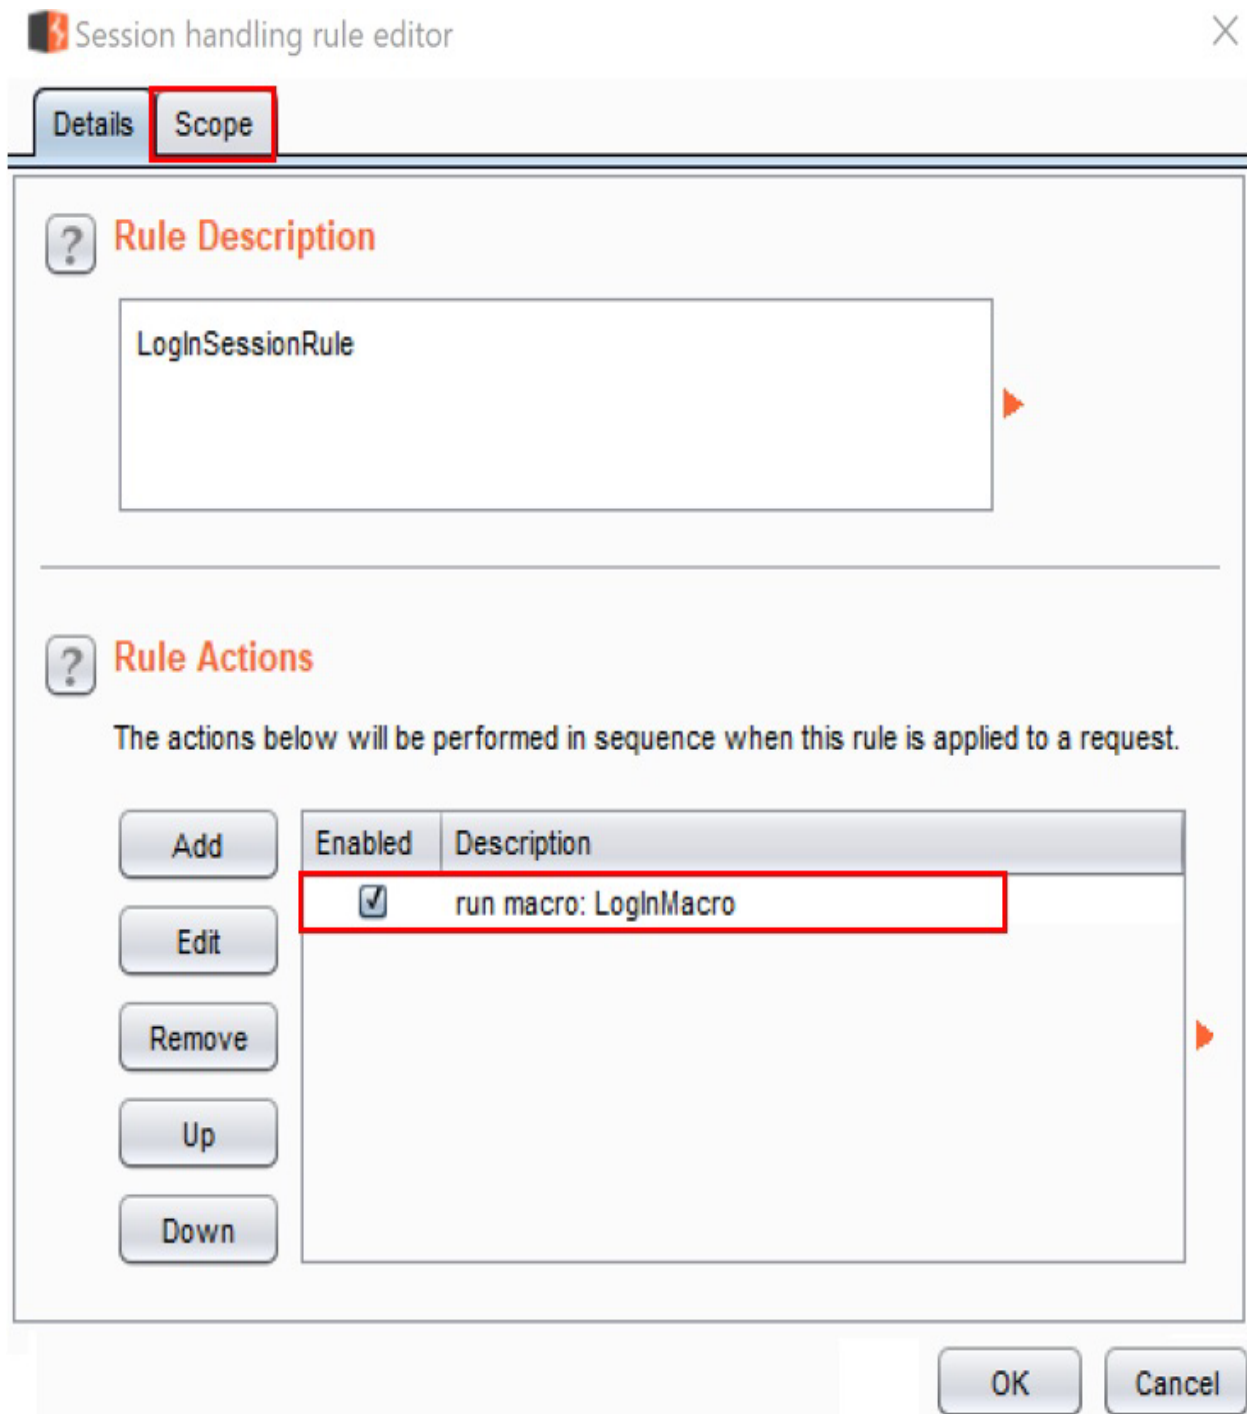 Session handling rule editor
Details Scope
? Rule Description
LogInSessionRule
? Rule Actions
The actions below will be performed in sequence when this rule is applied to a request.
Add
Enabled Description
run macro: LogInMacro
Edit
Remove
Up
Down
OK Cancel